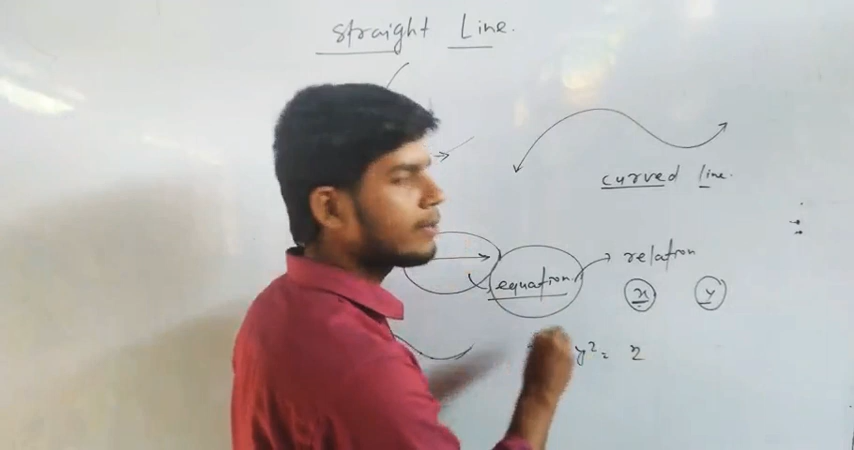 Straight Line.
curved line.
equation
relation
x y
y² =